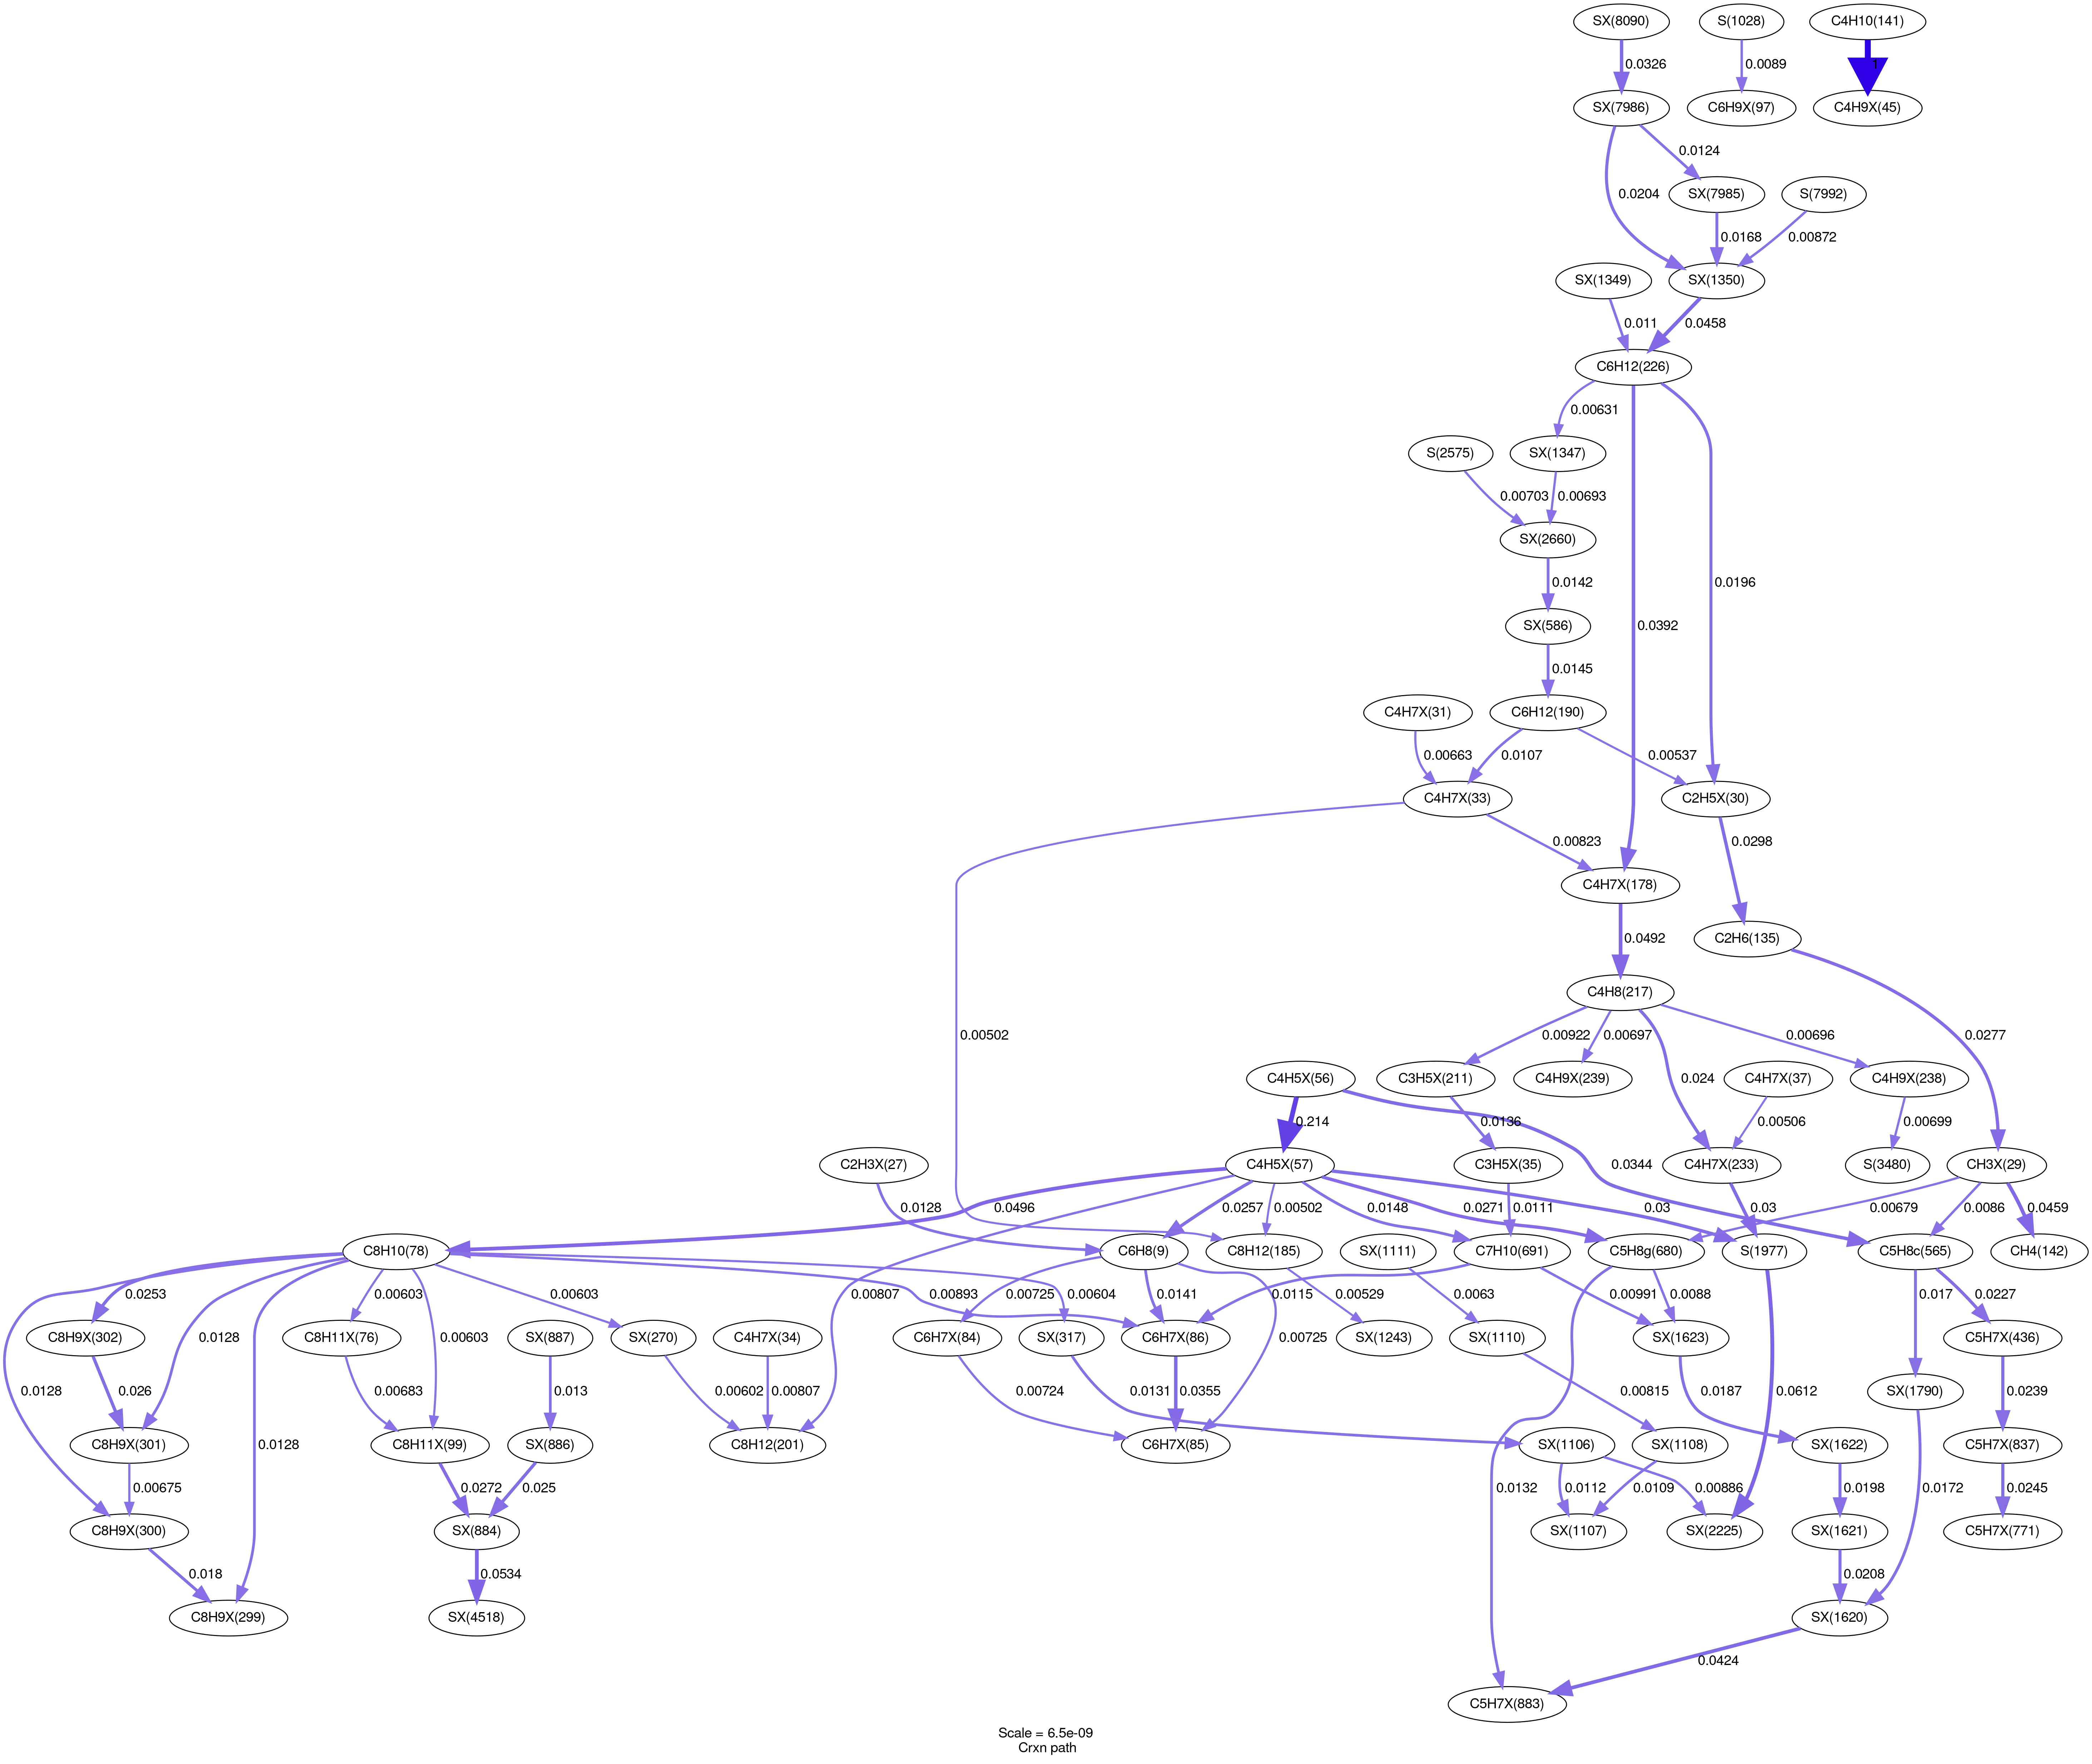 SX(8090)
S(1028)
C4H10(141)
0.0326
0.0089
SX(7986)
C6H9X(97)
C4H9X(45)
0.0124
0.0204
SX(7985)
S(7992)
0.0168
0.00872
SX(1349)
SX(1350)
0.011
0.0458
C6H12(226)
0.00631
S(2575)
SX(1347)
0.00703
0.00693
SX(2660)
0.0142
0.0196
SX(586)
0.0392
0.0145
C4H7X(31)
C6H12(190)
0.00663
0.0107
0.00537
C4H7X(33)
C2H5X(30)
0.00823
0.0298
C4H7X(178)
0.0492
C2H6(135)
C4H8(217)
0.00502
0.00922
0.00697
0.00696
0.0277
C4H5X(56)
C3H5X(211)
C4H9X(239)
0.024
C4H7X(37)
C4H9X(238)
0.214
0.0136
0.00506
0.00699
0.0344
C2H3X(27)
C4H5X(57)
C3H5X(35)
C4H7X(233)
S(3480)
CH3X(29)
0.0128
0.0496
0.0257
0.00502
0.0148
0.0111
0.0271
0.03
0.03
0.00679
0.0086
0.0459
C8H10(78)
C6H8(9)
C8H12(185)
SX(1111)
C7H10(691)
C5H8g(680)
S(1977)
C5H8c(565)
CH4(142)
0.0253
0.0128
0.00603
0.00603
0.00603
0.00893
0.00604
0.00807
0.00725
0.0141
0.00529
0.0063
0.0115
0.00991
0.0088
0.017
0.0227
C8H9X(302)
C8H11X(76)
SX(887)
SX(270)
C4H7X(34)
C6H7X(84)
SX(317)
C6H7X(86)
0.00725
SX(1243)
SX(1110)
SX(1623)
C5H7X(436)
0.0128
0.026
0.00683
0.013
0.00602
0.00807
0.00724
0.0131
0.0355
0.00815
0.0187
0.0612
SX(1790)
0.0239
C8H9X(301)
0.0128
C8H11X(99)
SX(886)
C8H12(201)
C6H7X(85)
SX(1106)
SX(1108)
SX(1622)
C5H7X(837)
0.00675
0.0272
0.025
0.0132
0.0112
0.0109
0.00886
0.0198
0.0172
0.0245
C8H9X(300)
SX(884)
SX(1107)
SX(2225)
SX(1621)
C5H7X(771)
0.018
0.0534
0.0208
C8H9X(299)
SX(4518)
SX(1620)
0.0424
C5H7X(883)
Scale = 6.5e-09
Crxn path